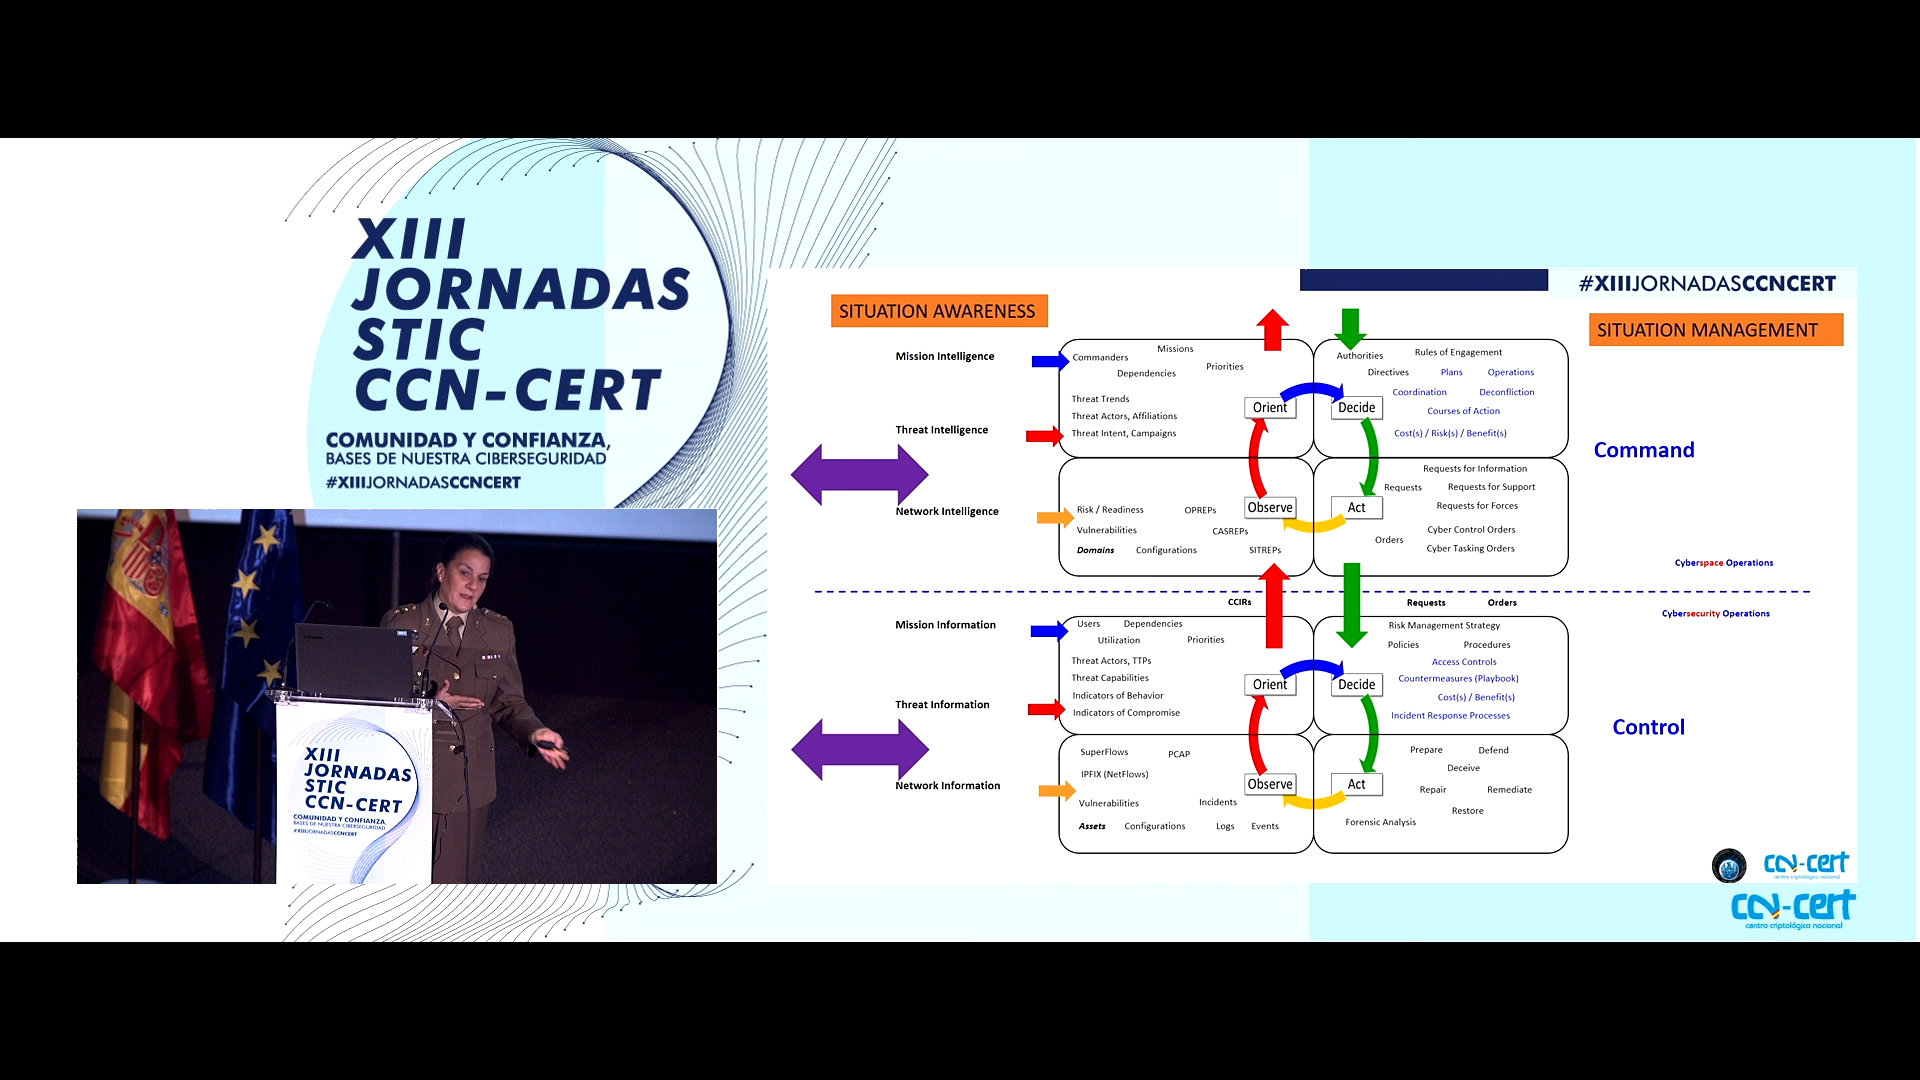 XIII
JORNADAS
STIC
CCN-CERT
COMUNIDAD Y CONFIANZA,
BASES DE NUESTRA CIBERSEGURIDAD
#XIIIJORNADASCCNCERT
XIII
JORNADAS
STIC
CCN-CERT
COMUNIDAD Y CONFIANZA,
BASES DE NUESTRA CIBERSEGURIDAD
#XIIIJORNADASCCNCERT
#XIIIJORNADASCCNCERT
SITUATION AWARENESS
SITUATION MANAGEMENT
Mission Intelligence
Threat Intelligence
Network Intelligence
Commanders
Missions
Dependencies
Priorities
Threat Trends
Threat Actors, Affiliations
Threat Intent, Campaigns
Orient
Authorities
Rules of Engagement
Directives
Plans
Operations
Coordination
Deconfliction
Courses of Action
Cost(s) / Risk(s) / Benefit(s)
Decide
Command
Risk / Readiness
OPREPs
Vulnerabilities
CASREPs
Domains
Configurations
SITREPs
Observe
Requests for Information
Requests
Requests for Support
Requests for Forces
Cyber Control Orders
Orders
Cyber Tasking Orders
Act
Cyberspace Operations
CCIRs
Requests
Orders
Cybersecurity Operations
Mission Information
Threat Information
Network Information
Users
Dependencies
Utilization
Priorities
Threat Actors, TTPs
Threat Capabilities
Indicators of Behavior
Indicators of Compromise
Orient
Risk Management Strategy
Policies
Procedures
Access Controls
Countermeasures (Playbook)
Cost(s) / Benefit(s)
Incident Response Processes
Decide
Control
SuperFlows
PCAP
IPFIX (NetFlows)
Vulnerabilities
Incidents
Assets
Configurations
Logs
Events
Observe
Prepare
Defend
Deceive
Repair
Remediate
Restore
Forensic Analysis
Act
ccn-cert
centro criptológico nacional
ccn-cert
centro criptológico nacional